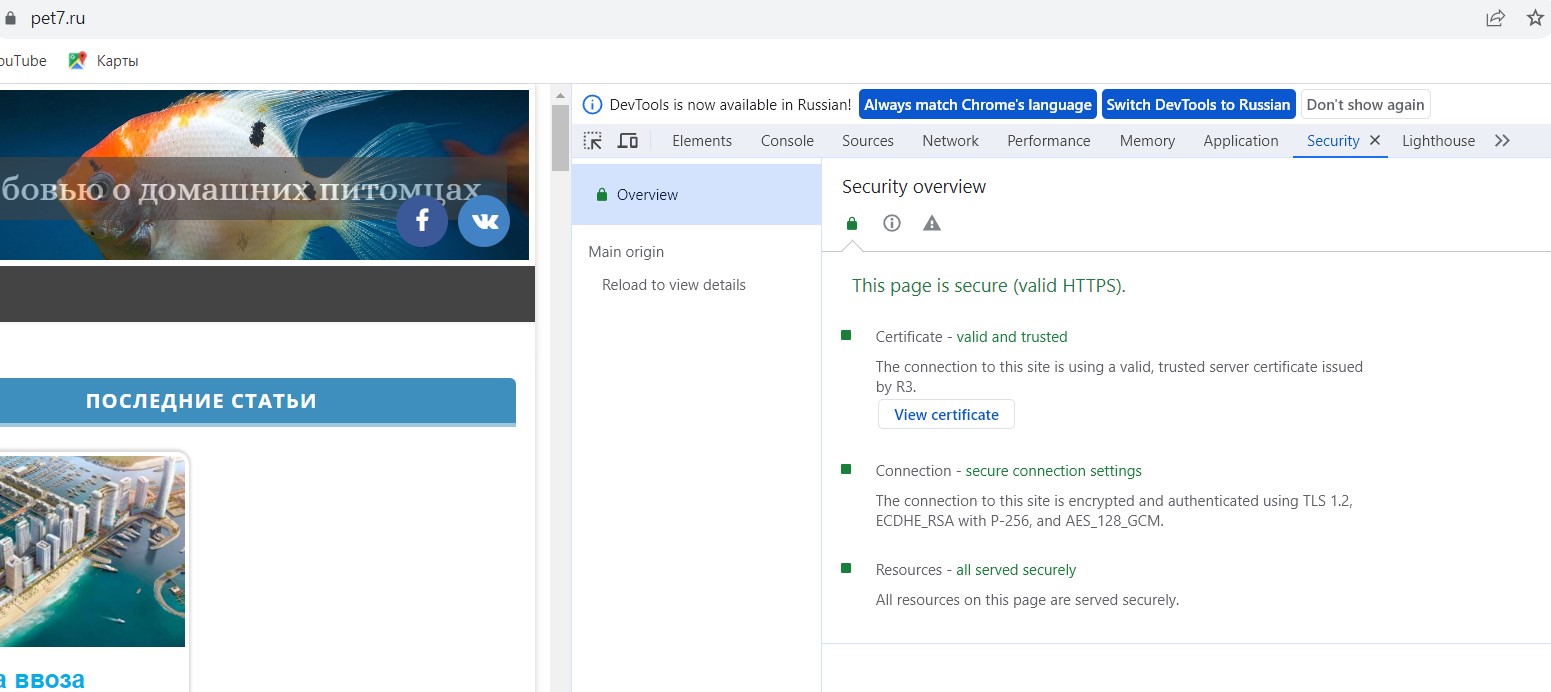 pet7.ru
ouTube
Карты
бовью о домашних питомцах
ПОСЛЕДНИЕ СТАТЬИ
а ввоза
DevTools is now available in Russian! Always match Chrome's language Switch DevTools to Russian Don't show again
Elements Console Sources Network Performance Memory Application Security Lighthouse
Overview
Main origin
Reload to view details
Security overview
This page is secure (valid HTTPS).
Certificate - valid and trusted
The connection to this site is using a valid, trusted server certificate issued
by R3.
View certificate
Connection - secure connection settings
The connection to this site is encrypted and authenticated using TLS 1.2,
ECDHE_RSA with P-256, and AES_128_GCM.
Resources - all served securely
All resources on this page are served securely.